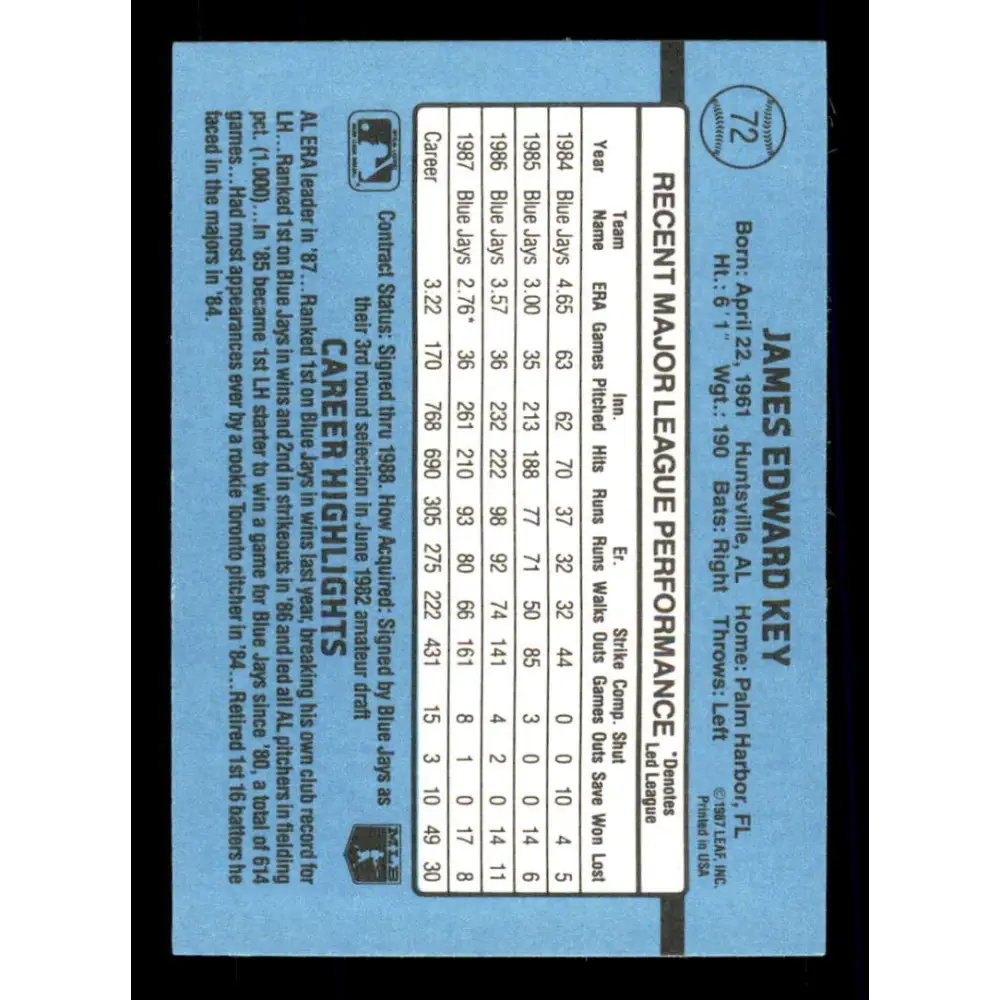 72
JAMES EDWARD KEY
Born: April 22, 1961 Huntsville, AL Home: Palm Harbor, FL
Ht.: 6'1" Wgt.: 190 Bats: Right Throws: Left
©1987 LEAF, INC.
Printed in USA
RECENT MAJOR LEAGUE PERFORMANCE
*Denotes
Led League
Team Inn. Er. Strike Comp. Shut
Year Name ERA Games Pitched Hits Runs Runs Walks Outs Games Outs Save Won Lost
1984 Blue Jays 4.65 63 62 70 37 32 32 44 0 0 10 4 5
1985 Blue Jays 3.00 35 213 188 77 71 50 85 3 0 0 14 6
1986 Blue Jays 3.57 36 232 222 98 92 74 141 4 2 0 14 11
1987 Blue Jays 2.76* 36 261 210 93 80 66 161 8 1 0 17 8
Career 3.22 170 768 690 305 275 222 431 15 3 10 49 30
Contract Status: Signed thru 1988. How Acquired: Signed by Blue Jays as
their 3rd round selection in June 1982 amateur draft
MLB
CAREER HIGHLIGHTS
AL ERA leader in '87...Ranked 1st on Blue Jays in wins last year, breaking his own club record for
LH...Ranked 1st on Blue Jays in wins and 2nd in strikeouts in '86 and led all AL pitchers in fielding
pct. (1.000)...In '85 became 1st LH starter to win a game for Blue Jays since '80, a total of 614
games...Had most appearances ever by a rookie Toronto pitcher in '84...Retired 1st 16 batters he
faced in the majors in '84.